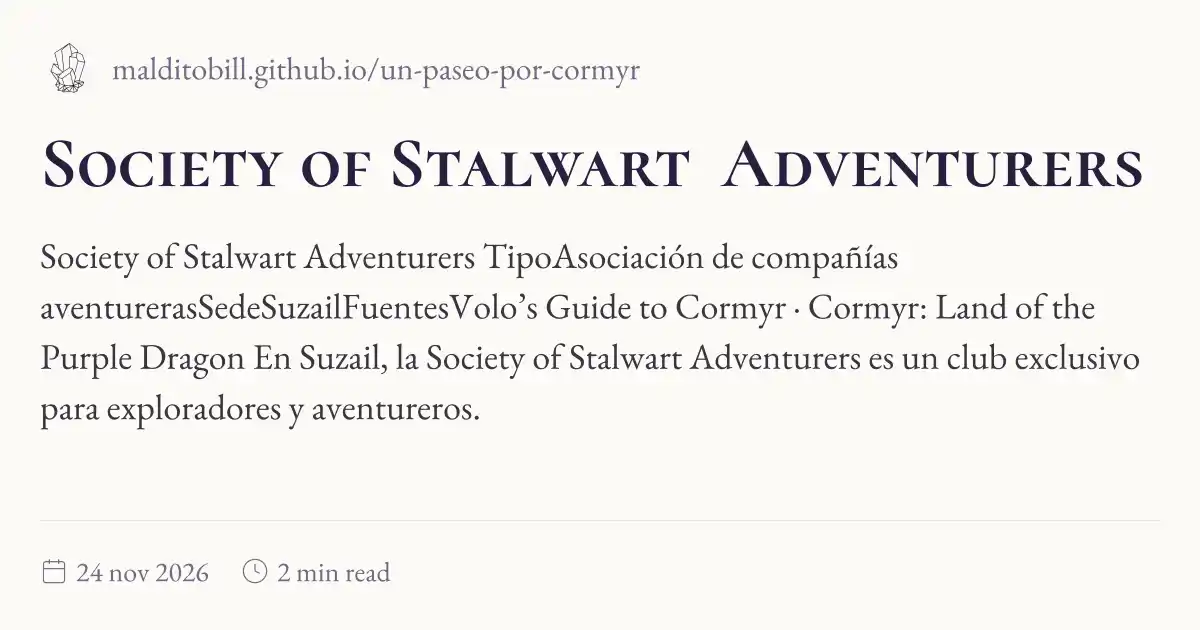 malditobill.github.io/un-paseo-por-cormyr
Society of Stalwart Adventurers
Society of Stalwart Adventurers TipoAsociación de compañías
aventurerasSedeSuzailFuentesVolo’s Guide to Cormyr · Cormyr: Land of the
Purple Dragon En Suzail, la Society of Stalwart Adventurers es un club exclusivo
para exploradores y aventureros.
24 nov 2026 2 min read